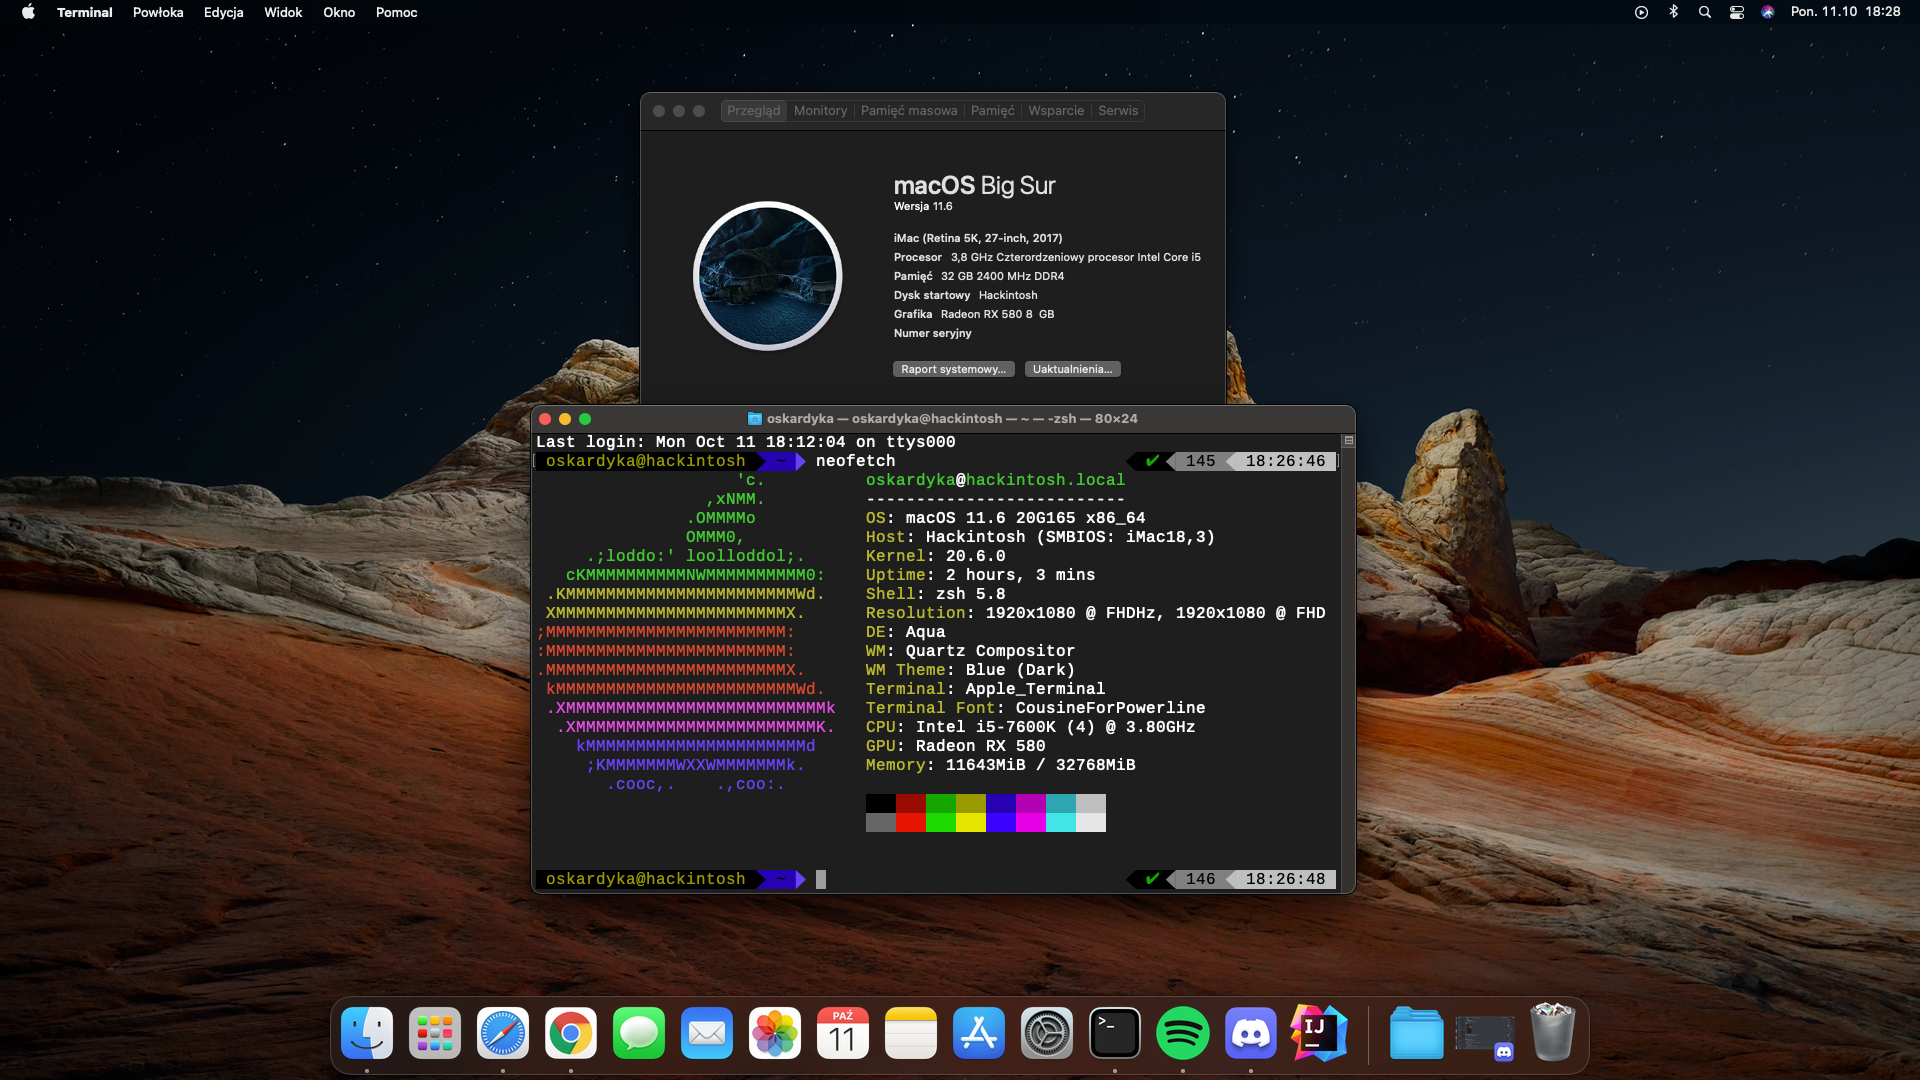 Terminal Powłoka Edycja Widok Okno Pomoc Pon. 11.10 18:28
Przegląd Monitory Pamięć masowa Pamięć Wsparcie Serwis
macOS Big Sur
Wersja 11.6
iMac (Retina 5K, 27-inch, 2017)
Procesor 3,8 GHz Czterordzeniowy procesor Intel Core i5
Pamięć 32 GB 2400 MHz DDR4
Dysk startowy Hackintosh
Grafika Radeon RX 580 8 GB
Numer seryjny
Raport systemowy... Uaktualnienia...
oskardyka — oskardyka@hackintosh — ~ — -zsh — 80×24
Last login: Mon Oct 11 18:12:04 on ttys000
oskardyka@hackintosh ~ neofetch ✔ 145 18:26:46
'c. oskardyka@hackintosh.local
,xNMM. --------------------------
.OMMMMo OS: macOS 11.6 20G165 x86_64
OMMM0, Host: Hackintosh (SMBIOS: iMac18,3)
.;loddo:' loolloddol;. Kernel: 20.6.0
cKMMMMMMMMMMNWMMMMMMMMMM0: Uptime: 2 hours, 3 mins
.KMMMMMMMMMMMMMMMMMMMMMMMWd. Shell: zsh 5.8
XMMMMMMMMMMMMMMMMMMMMMMMX. Resolution: 1920x1080 @ FHDHz, 1920x1080 @ FHD
;MMMMMMMMMMMMMMMMMMMMMMMM: DE: Aqua
:MMMMMMMMMMMMMMMMMMMMMMMM: WM: Quartz Compositor
.MMMMMMMMMMMMMMMMMMMMMMMMX. WM Theme: Blue (Dark)
kMMMMMMMMMMMMMMMMMMMMMMMMWd. Terminal: Apple_Terminal
.XMMMMMMMMMMMMMMMMMMMMMMMMMMk Terminal Font: CousineForPowerline
.XMMMMMMMMMMMMMMMMMMMMMMMMK. CPU: Intel i5-7600K (4) @ 3.80GHz
kMMMMMMMMMMMMMMMMMMMMMMd GPU: Radeon RX 580
;KMMMMMMMWXXWMMMMMMMk. Memory: 11643MiB / 32768MiB
.cooc,. .,coo:.
oskardyka@hackintosh ~ ✔ 146 18:26:48
PAŹ
11
>_
IJ